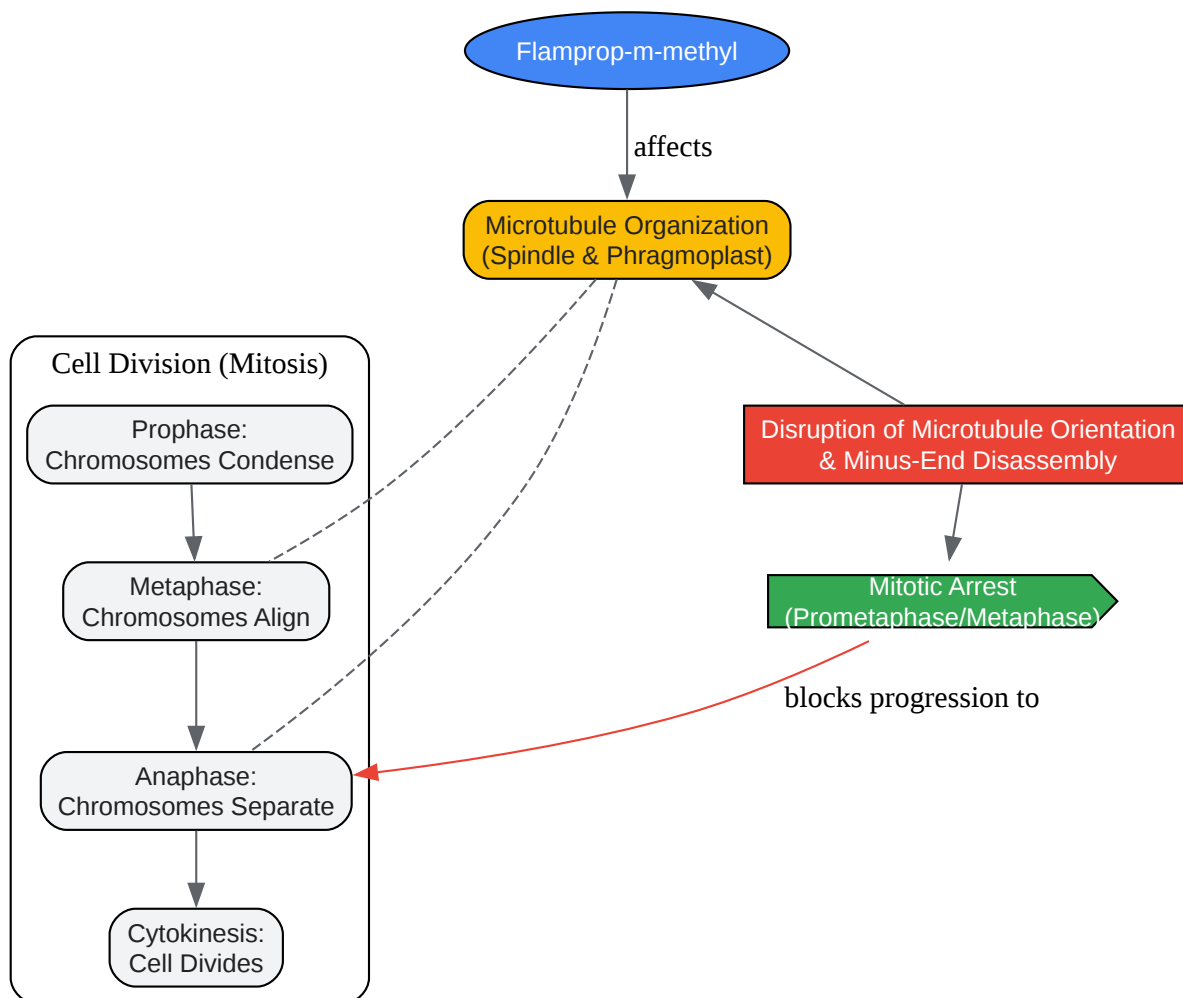 Flamprop-m-methyl
affects
Microtubule Organization
(Spindle & Phragmoplast)
Cell Division (Mitosis)
Prophase:
Chromosomes Condense
Disruption of Microtubule Orientation
& Minus-End Disassembly
Metaphase:
Chromosomes Align
Mitotic Arrest
(Prometaphase/Metaphase)
blocks progression to
Anaphase:
Chromosomes Separate
Cytokinesis:
Cell Divides